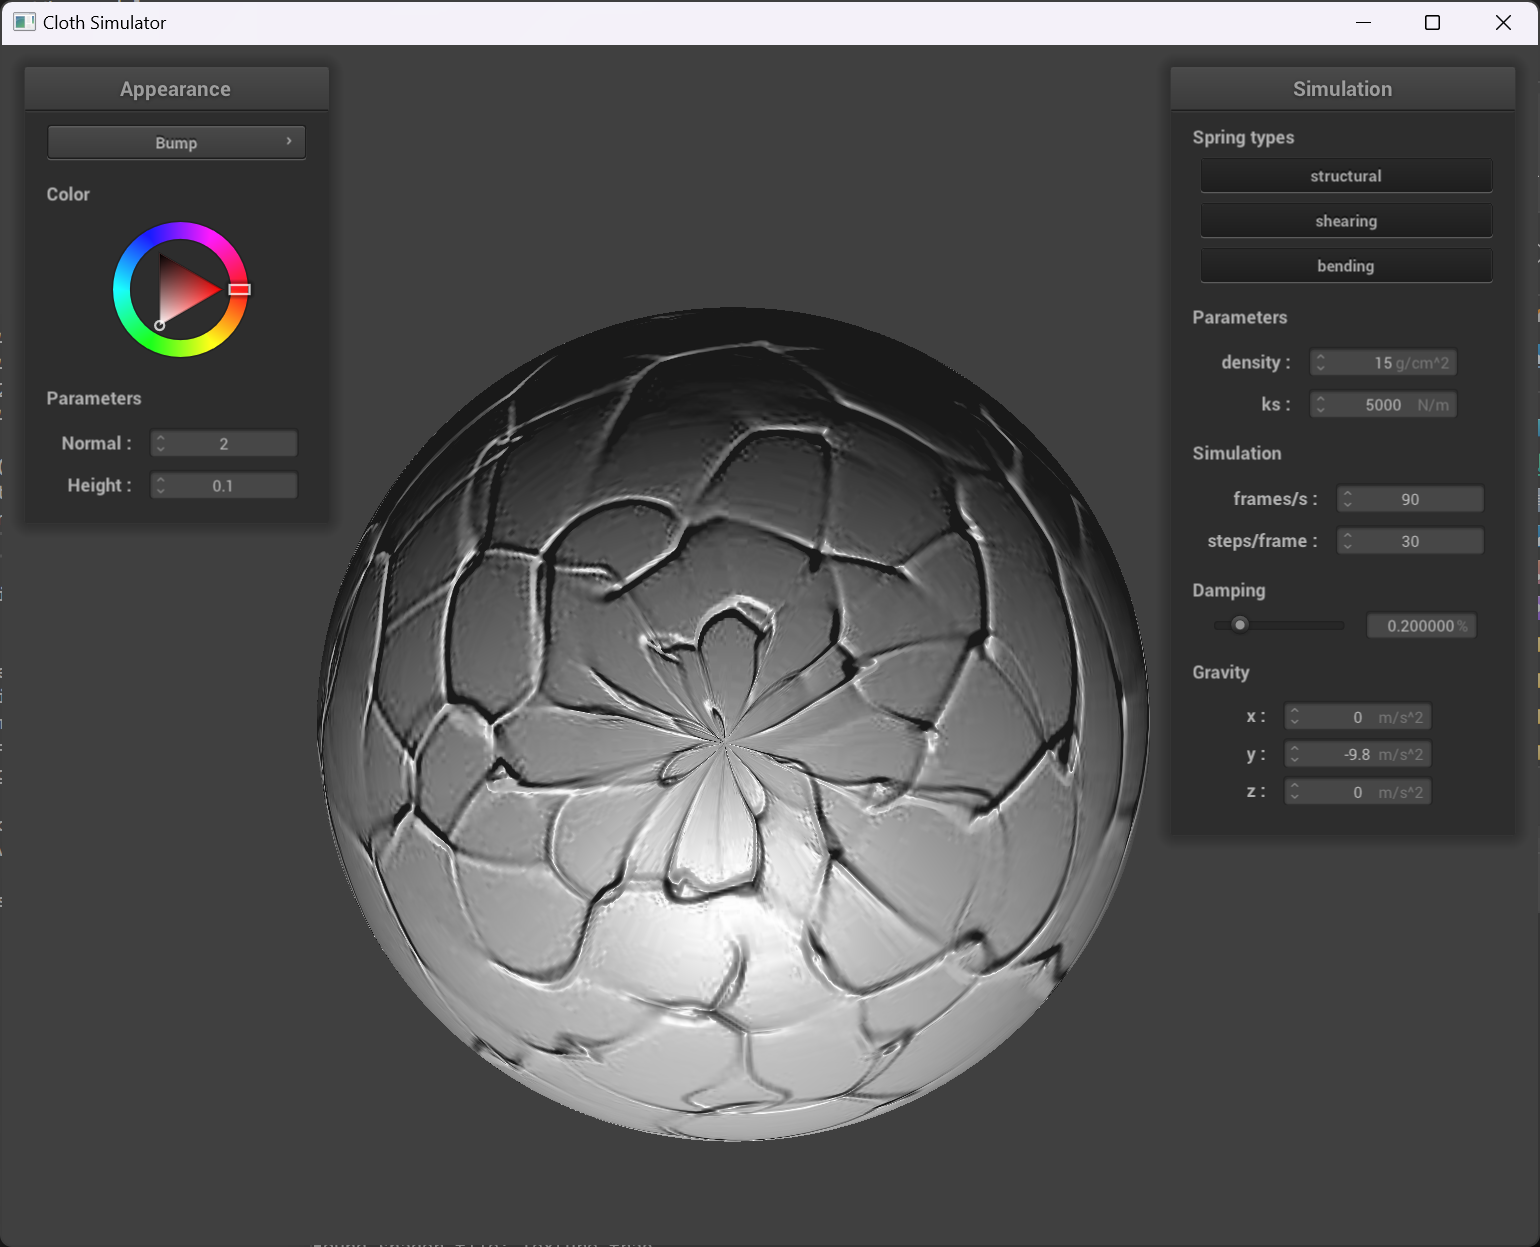 Cloth Simulator
Appearance
Bump
Color
Parameters
Normal : 2
Height : 0.1
Simulation
Spring types
structural
shearing
bending
Parameters
density : 15 g/cm^2
ks : 5000 N/m
Simulation
frames/s : 90
steps/frame : 30
Damping
0.200000 %
Gravity
x : 0 m/s^2
y : -9.8 m/s^2
z : 0 m/s^2